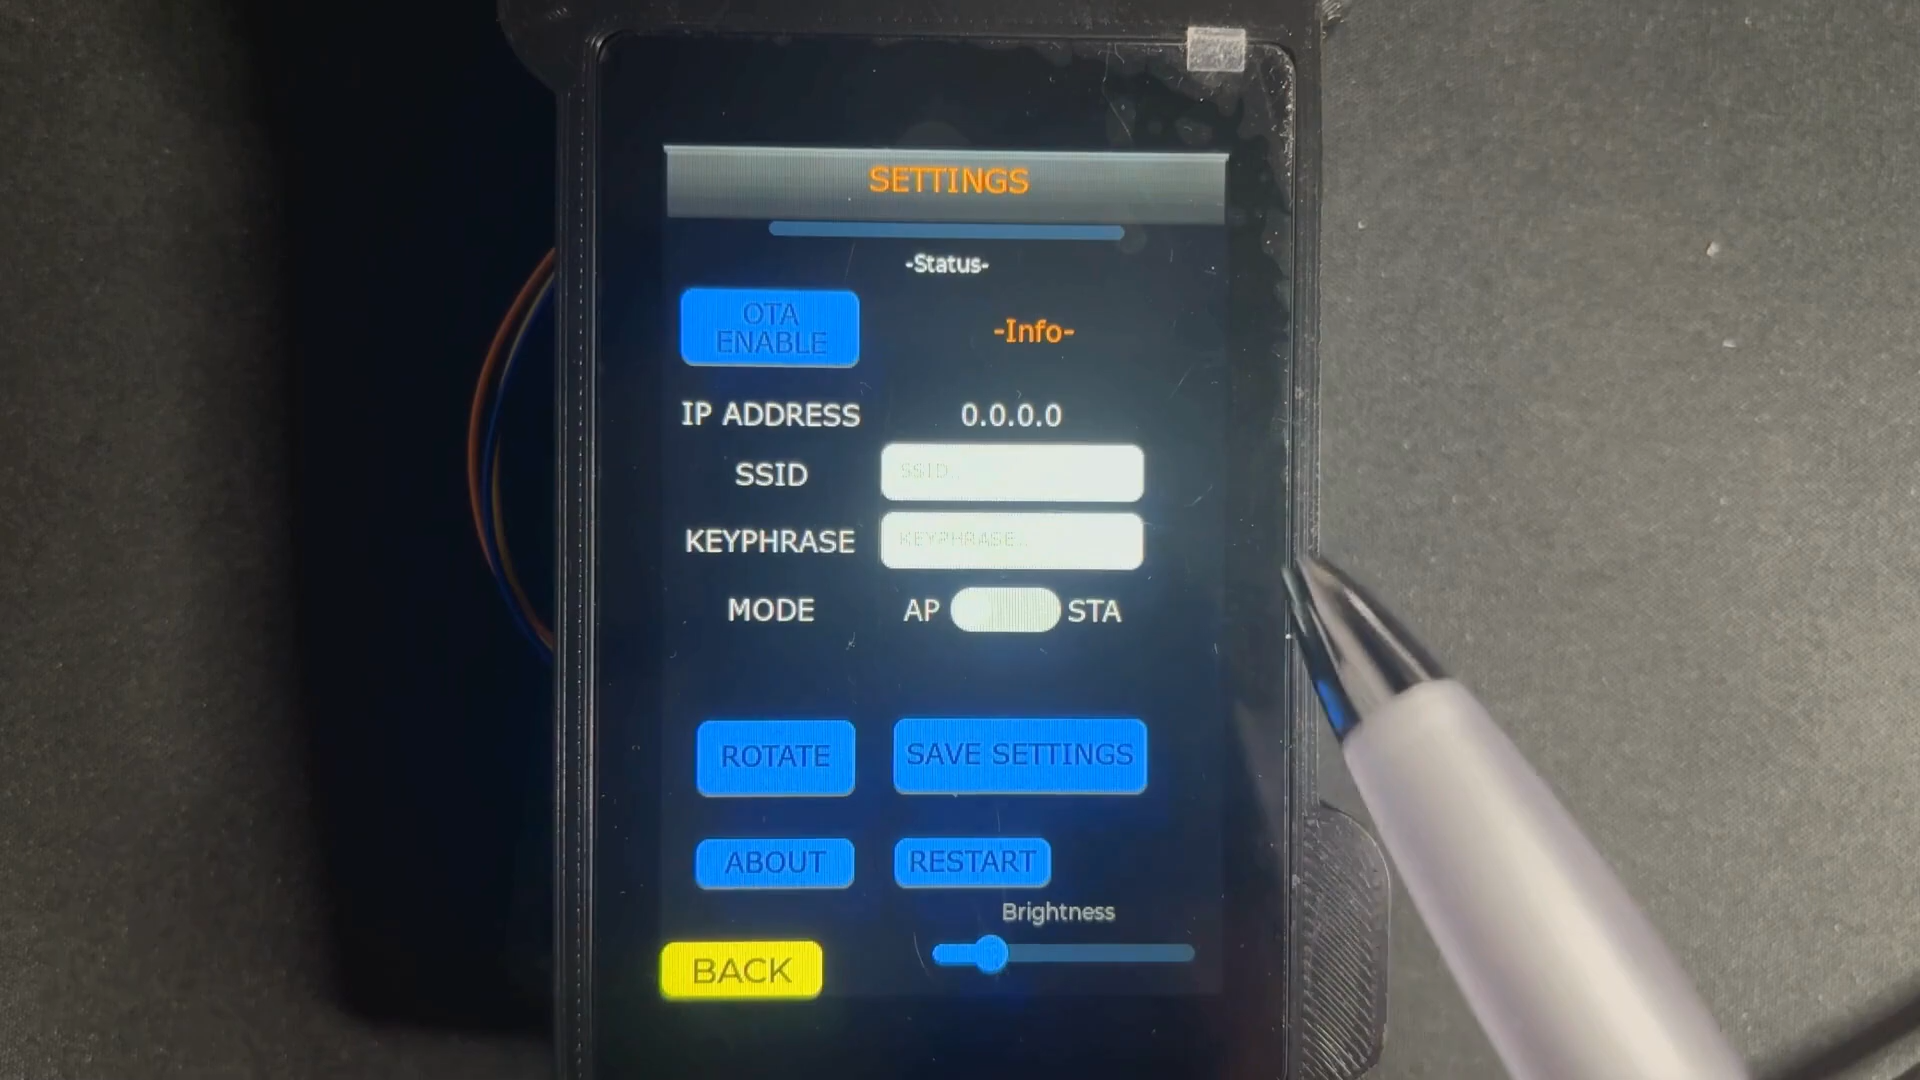 SETTINGS
-Status-
OTA
ENABLE
-Info-
IP ADDRESS
0.0.0.0
SSID
SSID...
KEYPHRASE
KEYPHRASE...
MODE
AP
STA
ROTATE
SAVE SETTINGS
ABOUT
RESTART
Brightness
BACK